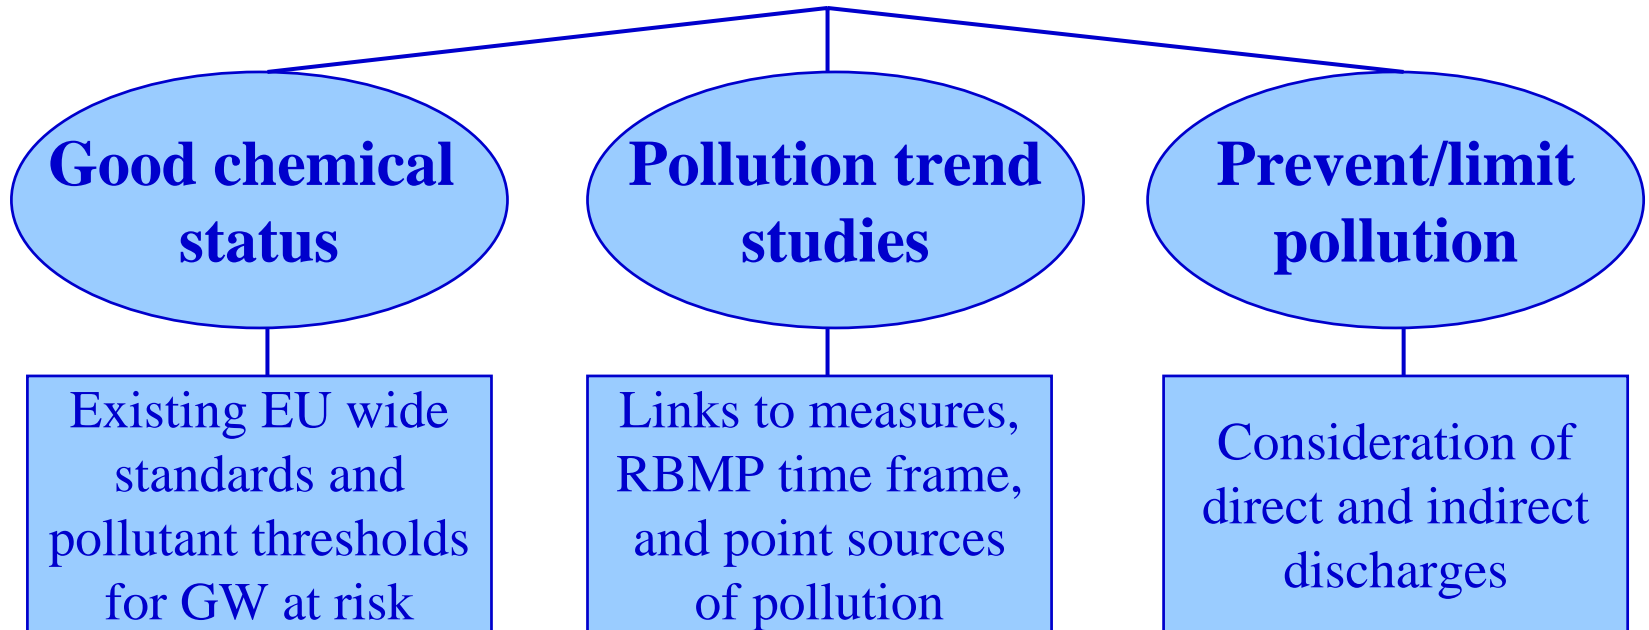 Good chemical
status
Pollution trend
studies
Prevent/limit
pollution
Existing EU wide
standards and
pollutant thresholds
for GW at risk
Links to measures,
RBMP time frame,
and point sources
of pollution
Consideration of
direct and indirect
discharges